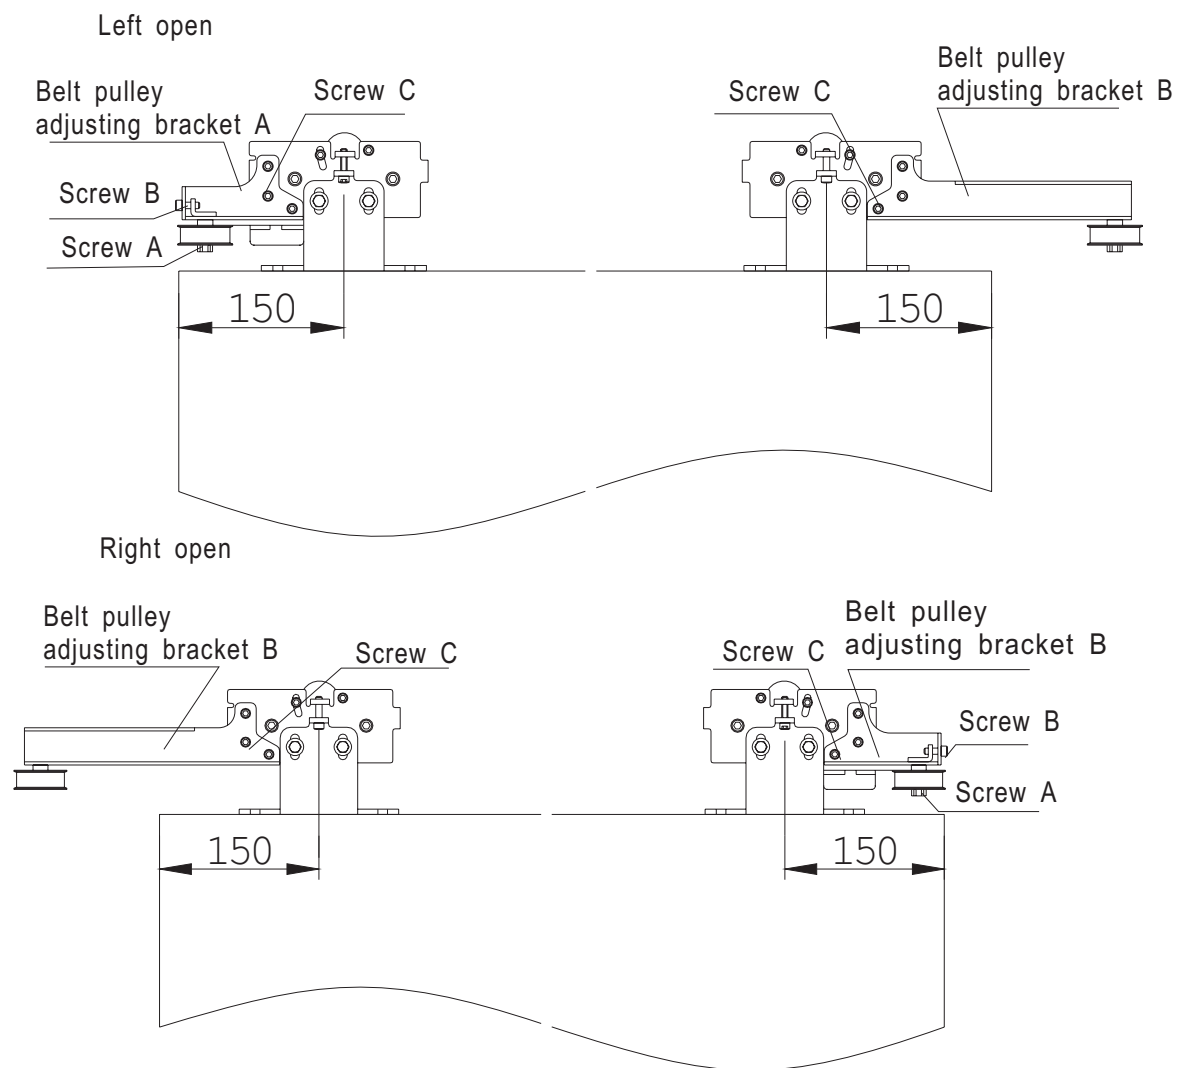 Left open
Belt pulley
adjusting bracket A
Screw C
Screw B
Screw A
Screw C
Belt pulley
adjusting bracket B
150
150
Right open
Belt pulley
adjusting bracket B
Screw C
Screw C
Belt pulley
adjusting bracket B
Screw B
Screw A
150
150